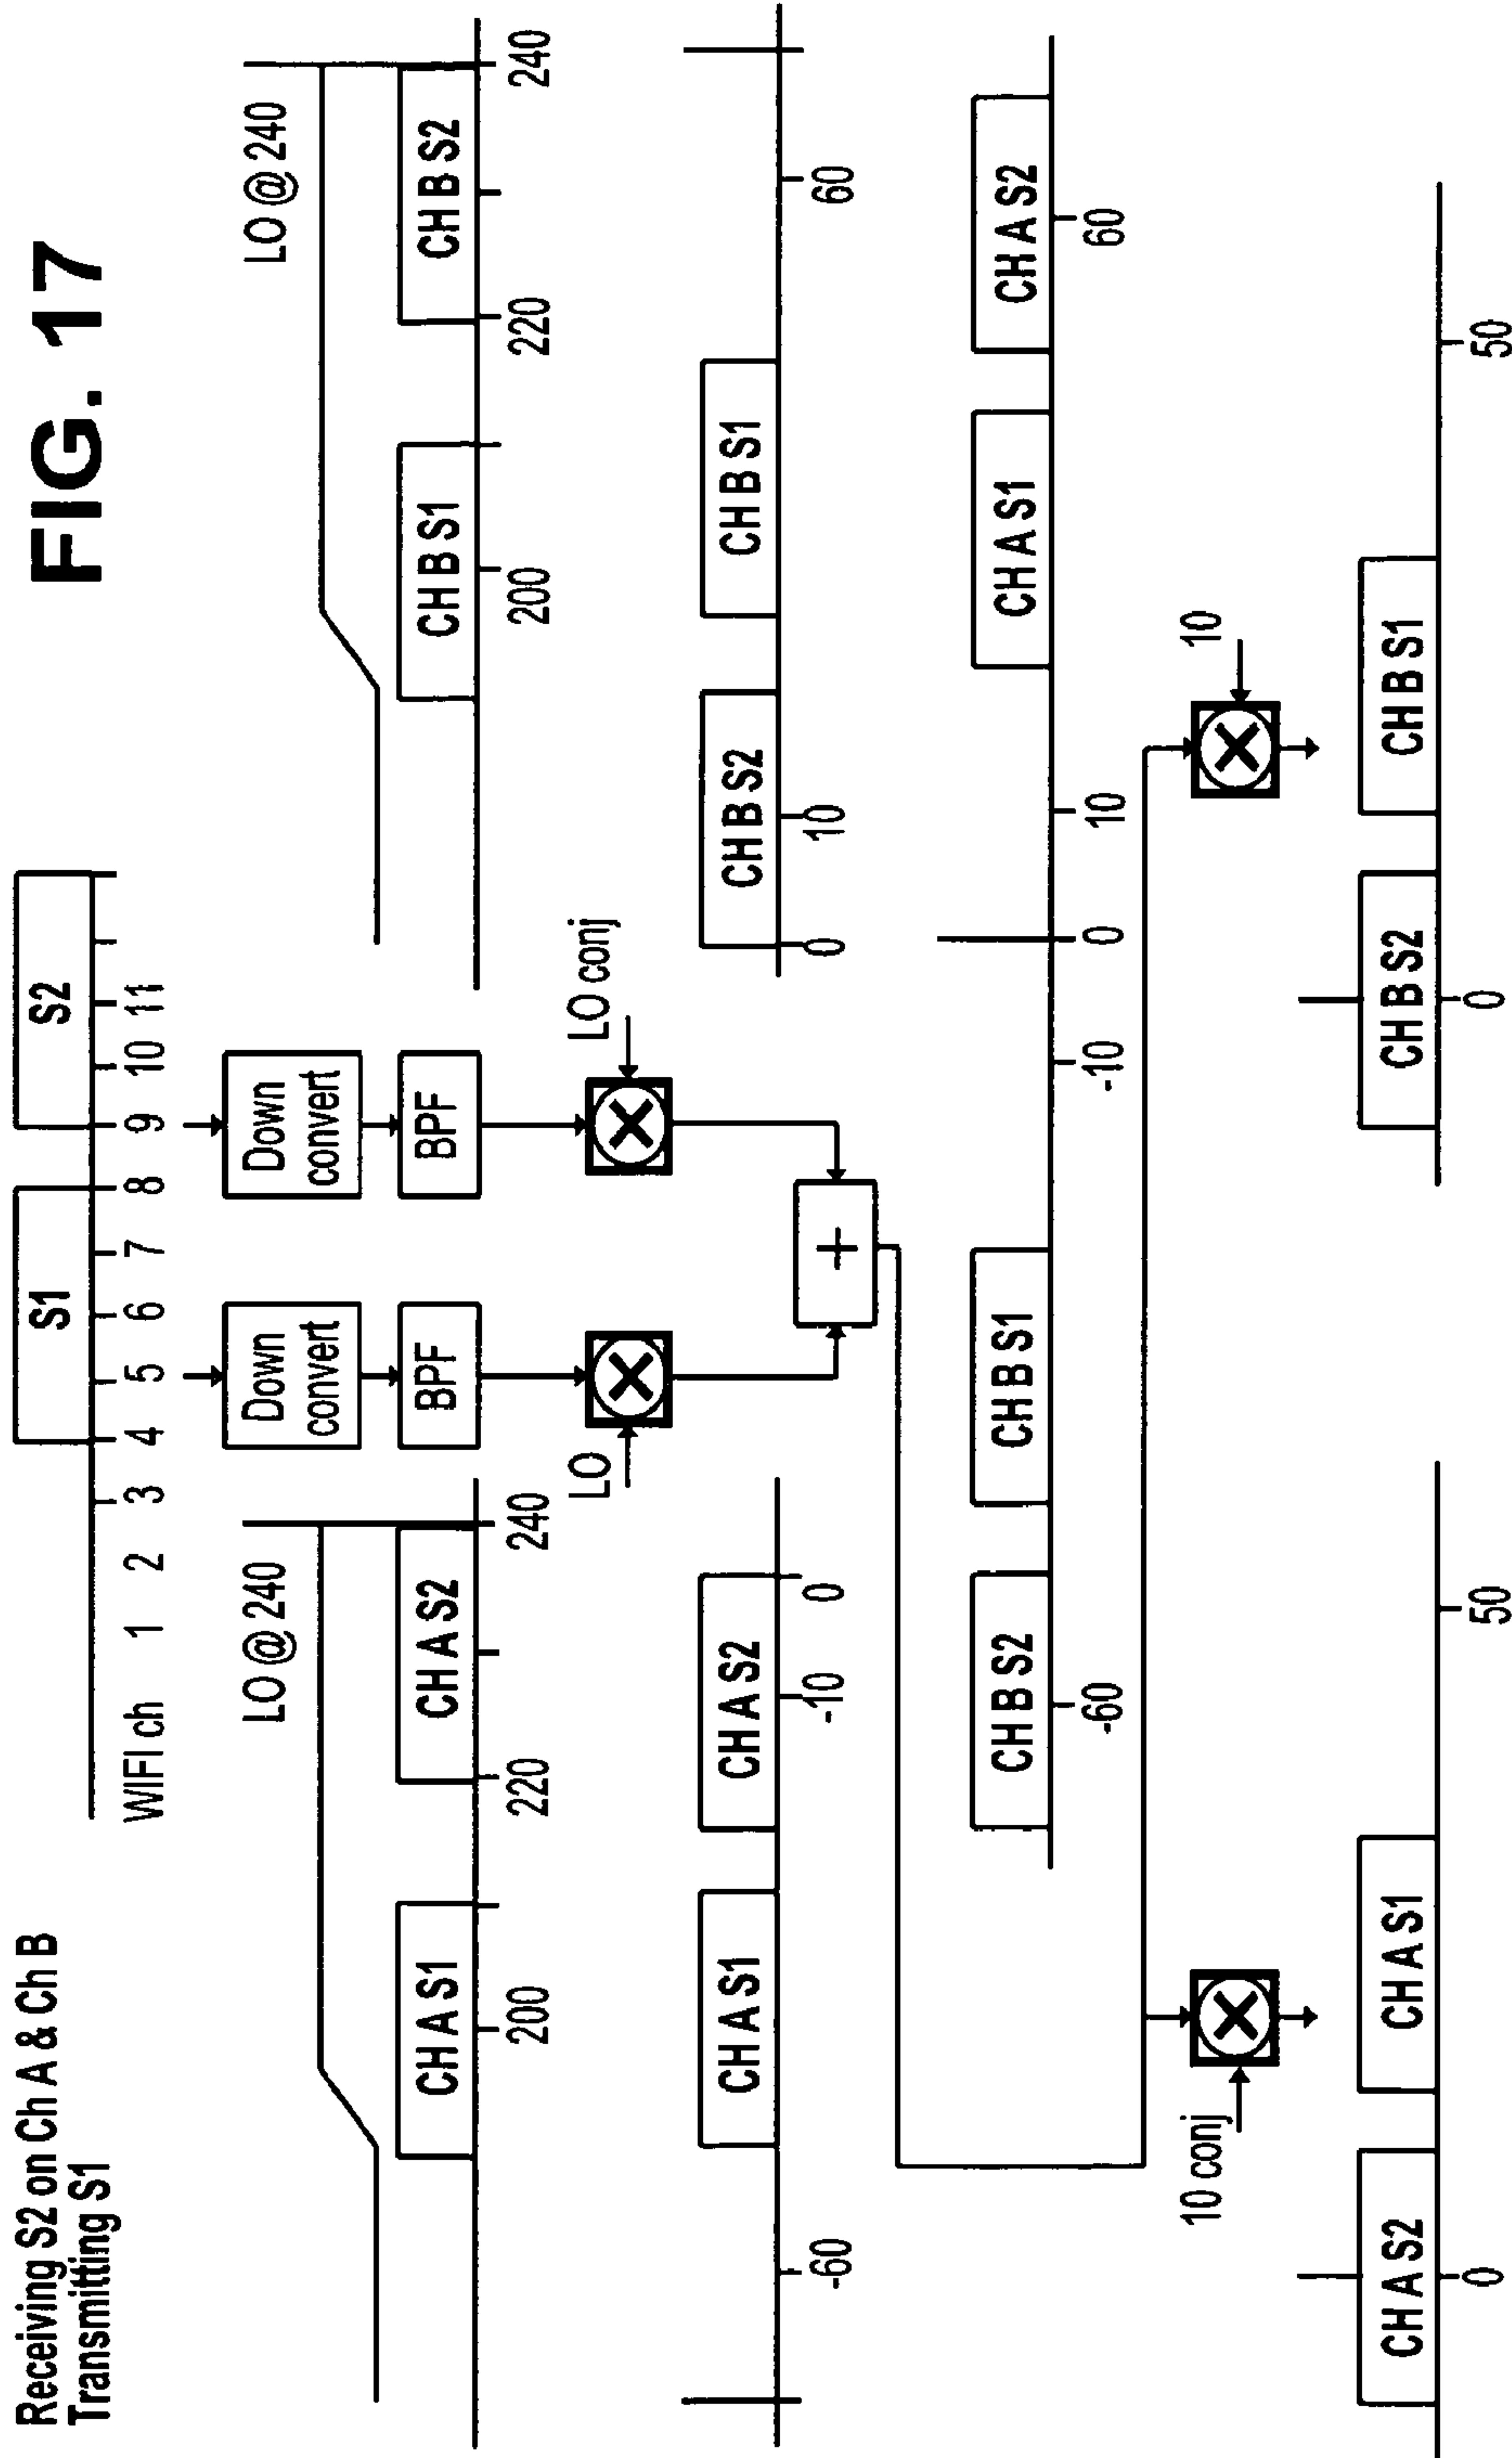 FIG. 17
Receiving S2 on Ch A & Ch B
Transmitting S1
S1 S2
WIFI ch 1 2 3 4 5 6 7 8 9 10 11
LO @ 240
CH A S1 CH A S2
200 220 240
Down convert
BPF
Down convert
BPF
LO @ 240
CH B S1 CH B S2
200 220 240
LO
LO conj
CH A S1 CH A S2
-60 -10 0
CH B S2 CH B S1
0 10 60
+
CH B S2 CH B S1 CH A S1 CH A S2
-60 -10 0 10 60
10 conj
10
CH A S2 CH A S1
0 50
CH B S2 CH B S1
0 50